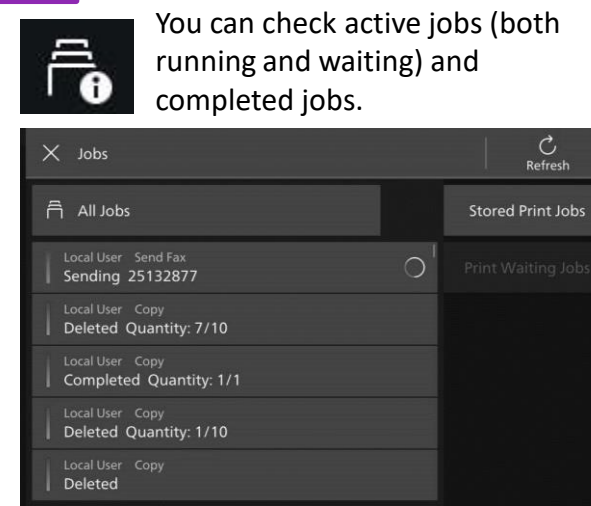 You can check active jobs (both
running and waiting) and
completed jobs.
Jobs
Refresh
All Jobs
Stored Print Jobs
Local User Send Fax
Sending 25132877
Print Waiting Jobs
Local User Copy
Deleted Quantity: 7/10
Local User Copy
Completed Quantity: 1/1
Local User Copy
Deleted Quantity: 1/10
Local User Copy
Deleted